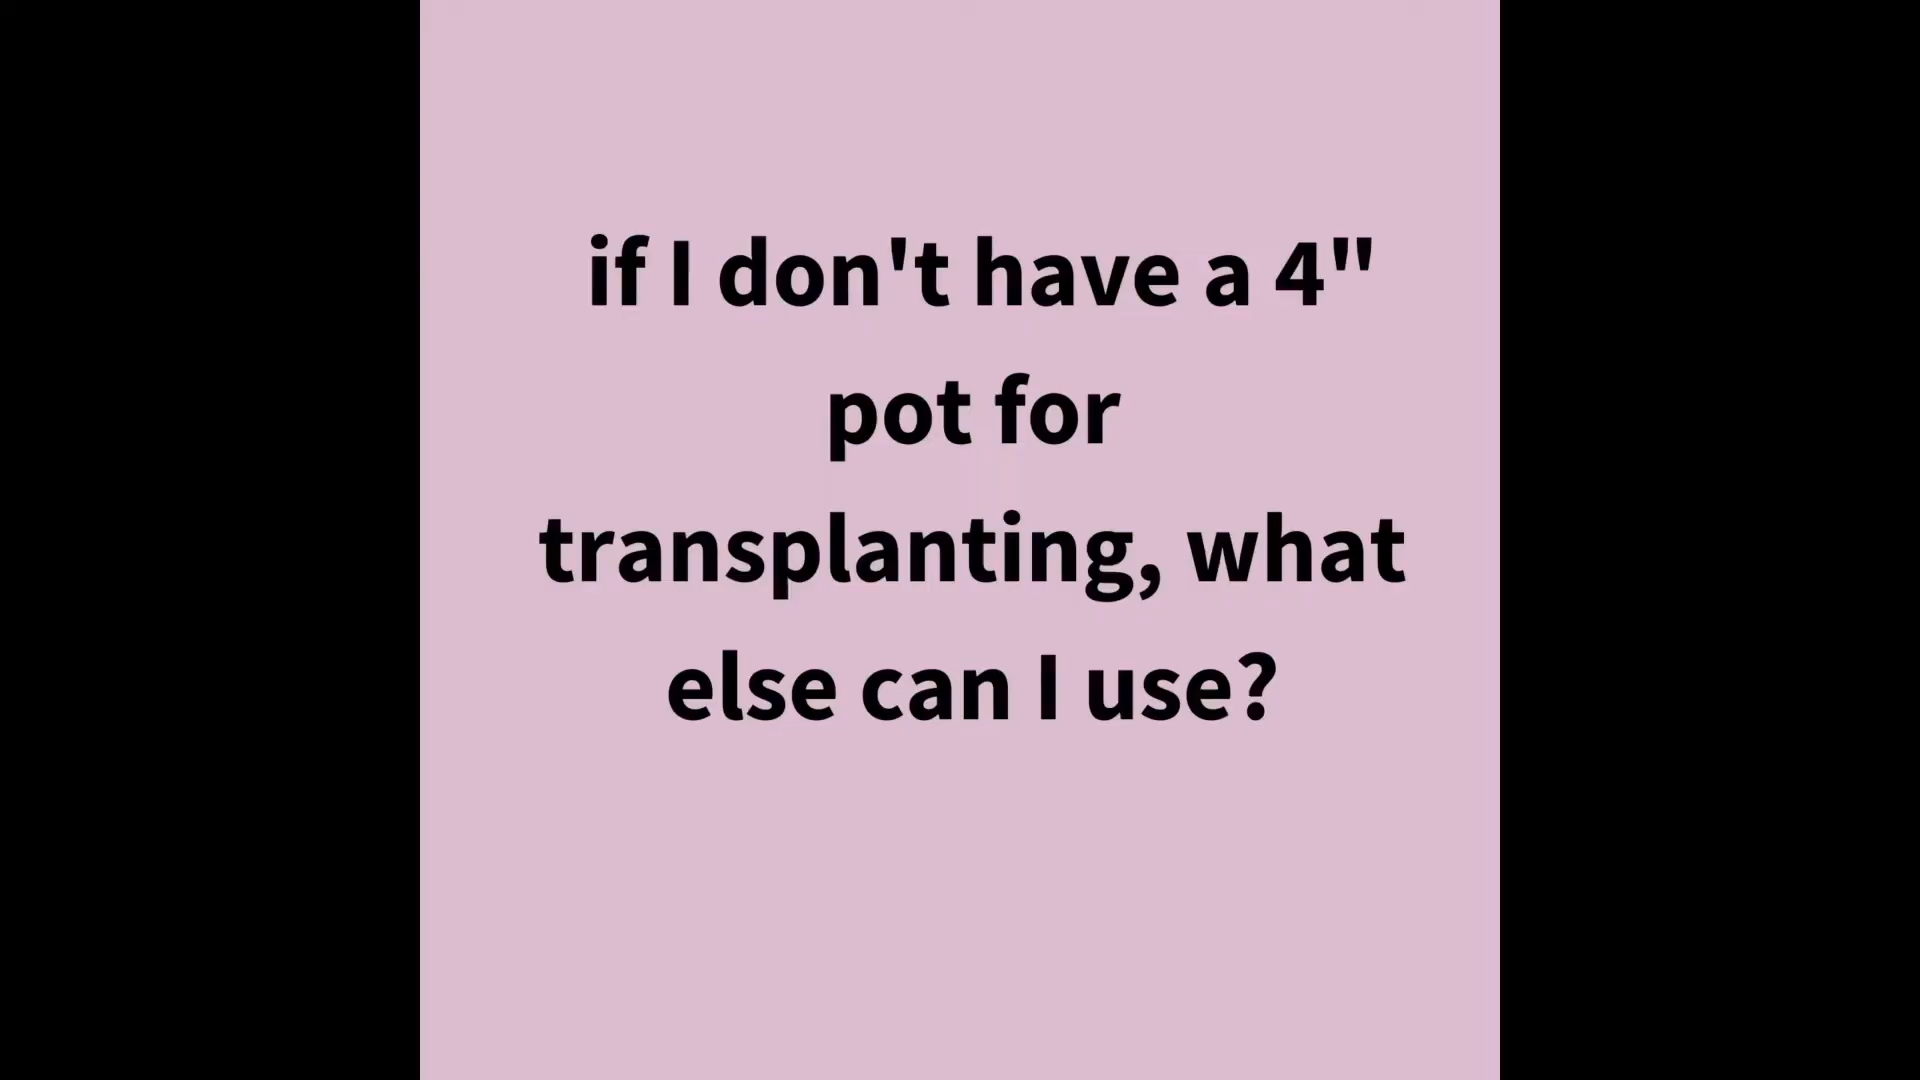 if I don't have a 4"
pot for
transplanting, what
else can I use?